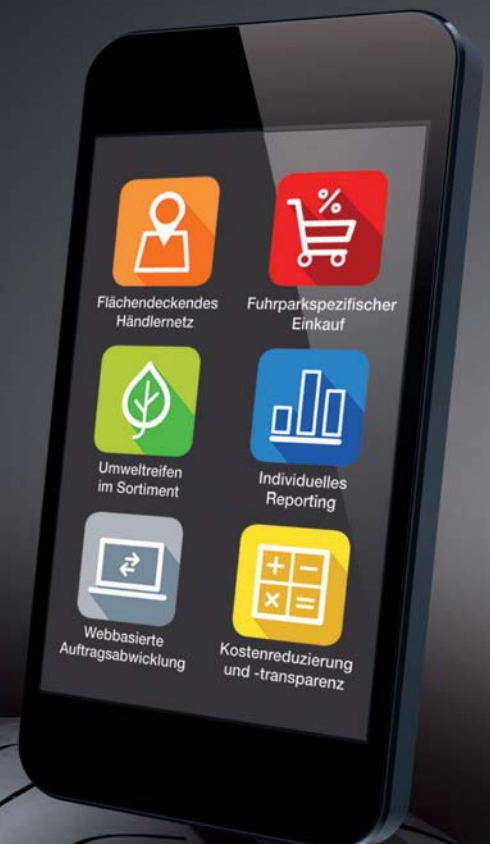 Flächendeckendes
Händlernetz
%
Fuhrparkspezifischer
Einkauf
Umweltreifen
im Sortiment
Individuelles
Reporting
Webbasierte
Auftragsabwicklung
+ −
× =
Kostenreduzierung
und -transparenz